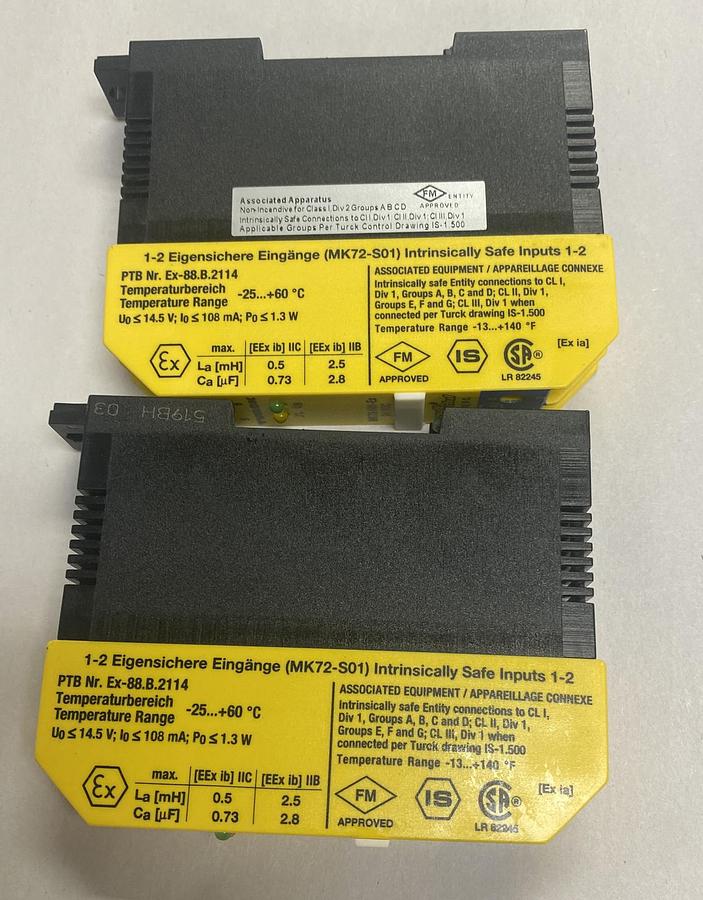 Associated Apparatus
Non-Incendive for Class I, Div 2 Groups A B C D
Intrinsically Safe Connections to Cl I, Div 1; Cl II, Div 1; Cl III, Div 1
Applicable Groups Per Turck Control Drawing IS-1.500
FM ENTITY
APPROVED
1-2 Eigensichere Eingänge (MK72-S01) Intrinsically Safe Inputs 1-2
PTB Nr. Ex-88.B.2114
Temperaturbereich
Temperature Range -25...+60 °C
U₀ ≤ 14.5 V; I₀ ≤ 108 mA; P₀ ≤ 1.3 W
Ex
max. [EEx ib] IIC [EEx ib] IIB
La [mH] 0.5 2.5
Ca [µF] 0.73 2.8
ASSOCIATED EQUIPMENT / APPAREILLAGE CONNEXE
Intrinsically safe Entity connections to CL I,
Div 1, Groups A, B, C and D; CL II, Div 1,
Groups E, F and G; CL III, Div 1 when
connected per Turck drawing IS-1.500
Temperature Range -13...+140 °F
FM
APPROVED
IS
SA®
LR 82245
[Ex ia]
519BH 03
1-2 Eigensichere Eingänge (MK72-S01) Intrinsically Safe Inputs 1-2
PTB Nr. Ex-88.B.2114
Temperaturbereich
Temperature Range -25...+60 °C
U₀ ≤ 14.5 V; I₀ ≤ 108 mA; P₀ ≤ 1.3 W
Ex
max. [EEx ib] IIC [EEx ib] IIB
La [mH] 0.5 2.5
Ca [µF] 0.73 2.8
ASSOCIATED EQUIPMENT / APPAREILLAGE CONNEXE
Intrinsically safe Entity connections to CL I,
Div 1, Groups A, B, C and D; CL II, Div 1,
Groups E, F and G; CL III, Div 1 when
connected per Turck drawing IS-1.500
Temperature Range -13...+140 °F
FM
APPROVED
IS
SA®
LR 82245
[Ex ia]